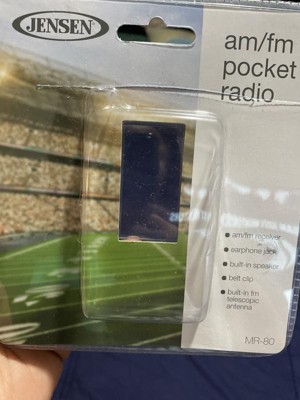 JENSEN
am/fm
pocket
radio
am/fm receiver
earphone jack
built-in speaker
belt clip
built-in fm
telescopic
antenna
MR-80